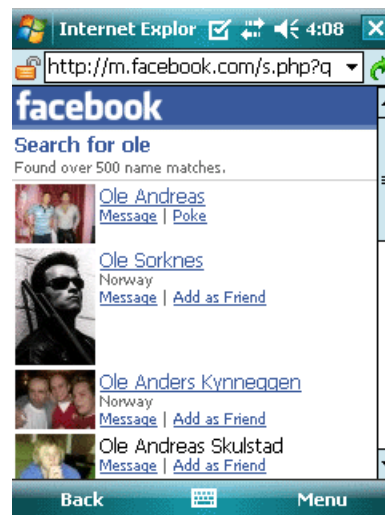 Internet Explor 4:08
http://m.facebook.com/s.php?q
facebook
Search for ole
Found over 500 name matches.
Ole Andreas
Message | Poke
Ole Sorknes
Norway
Message | Add as Friend
Ole Anders Kynneggen
Norway
Message | Add as Friend
Ole Andreas Skulstad
Message | Add as Friend
Back Menu